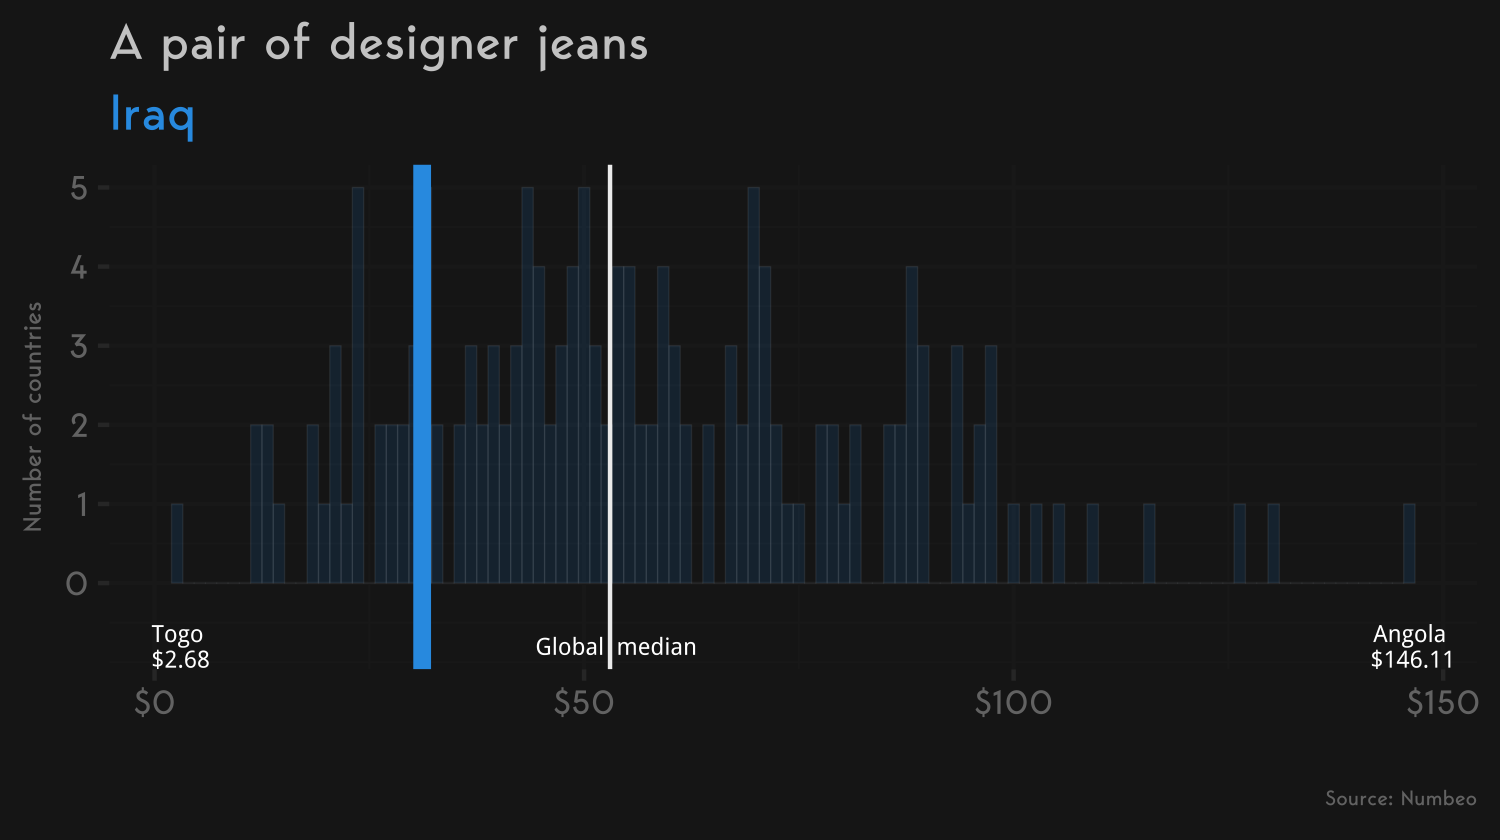 A pair of designer jeans
Iraq
Number of countries
5
4
3
2
1
0
Togo
$2.68
Global median
Angola
$146.11
$0
$50
$100
$150
Source: Numbeo